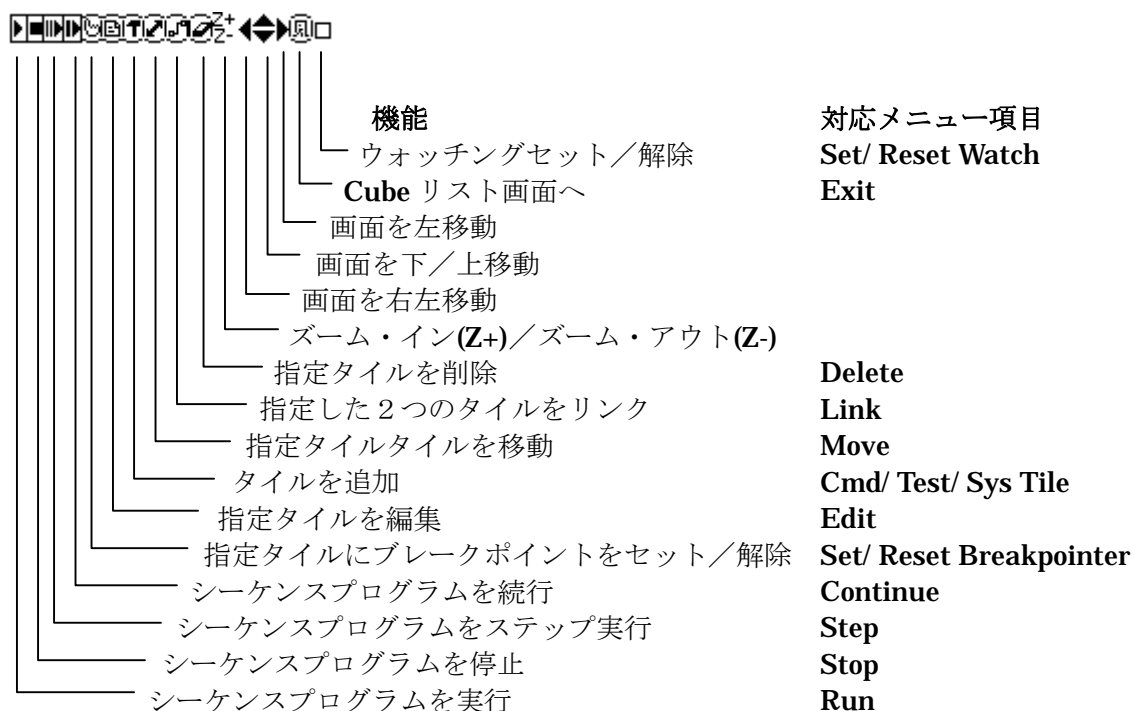 Z+
Z-
機能 対応メニュー項目
ウォッチングセット／解除 Set/ Reset Watch
Cube リスト画面へ Exit
画面を左移動
画面を下／上移動
画面を右左移動
ズーム・イン(Z+)／ズーム・アウト(Z-)
指定タイルを削除 Delete
指定した２つのタイルをリンク Link
指定タイルタイルを移動 Move
タイルを追加 Cmd/ Test/ Sys Tile
指定タイルを編集 Edit
指定タイルにブレークポイントをセット／解除 Set/ Reset Breakpointer
シーケンスプログラムを続行 Continue
シーケンスプログラムをステップ実行 Step
シーケンスプログラムを停止 Stop
シーケンスプログラムを実行 Run